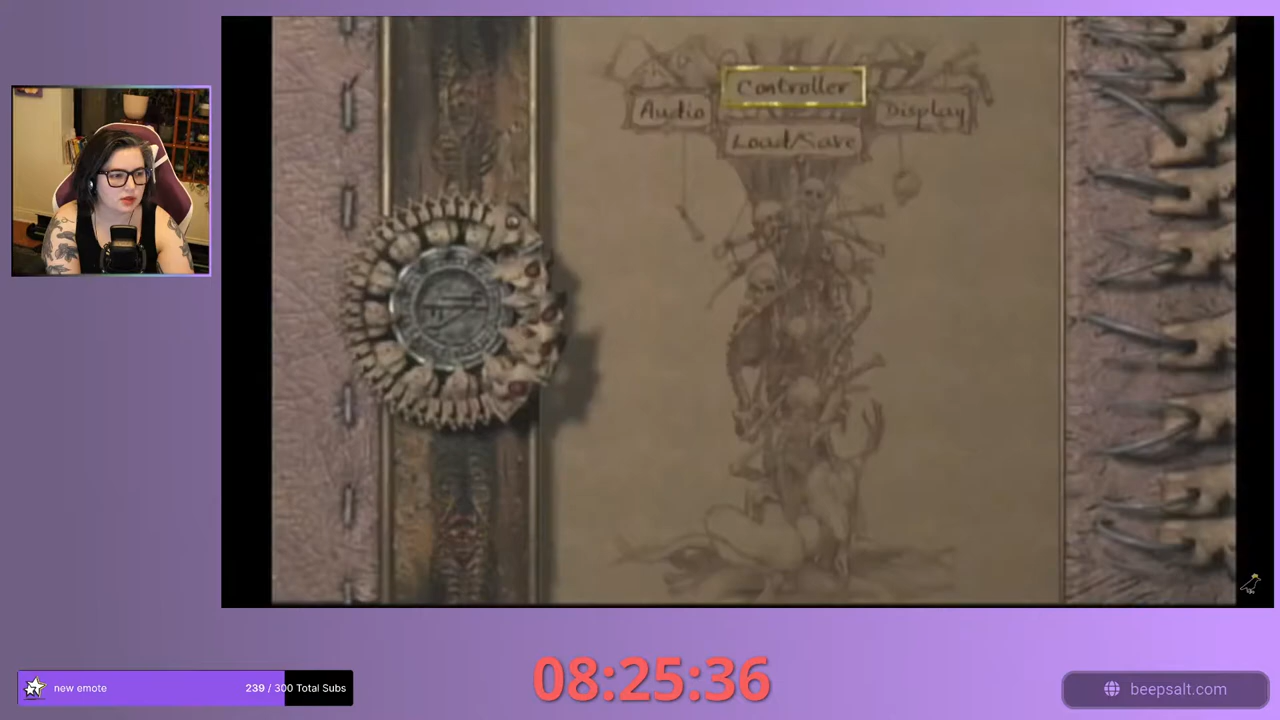 Controller
Audio
Display
Load/Save
new emote
239 / 300 Total Subs
08:25:36
beepsalt.com